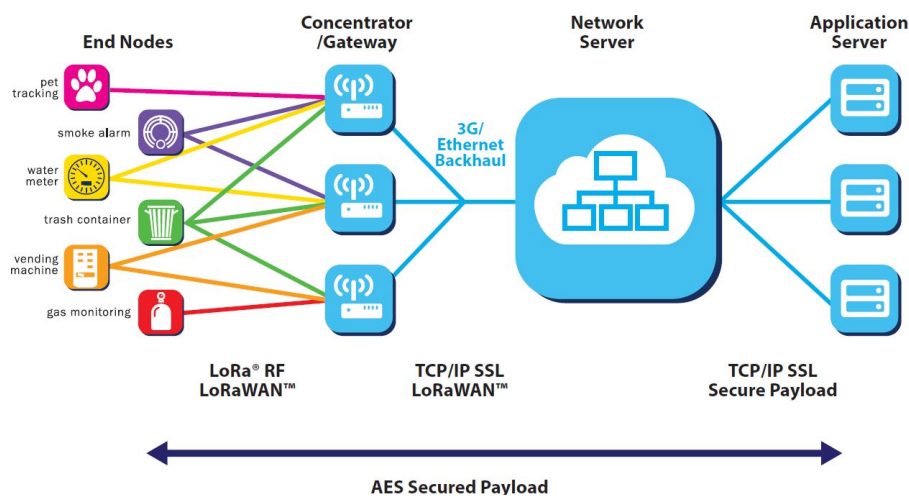 End Nodes
Concentrator
/Gateway
Network
Server
Application
Server
pet
tracking
smoke alarm
water
meter
trash container
vending
machine
gas monitoring
3G/
Ethernet
Backhaul
LoRa® RF
LoRaWAN™
TCP/IP SSL
LoRaWAN™
TCP/IP SSL
Secure Payload
AES Secured Payload